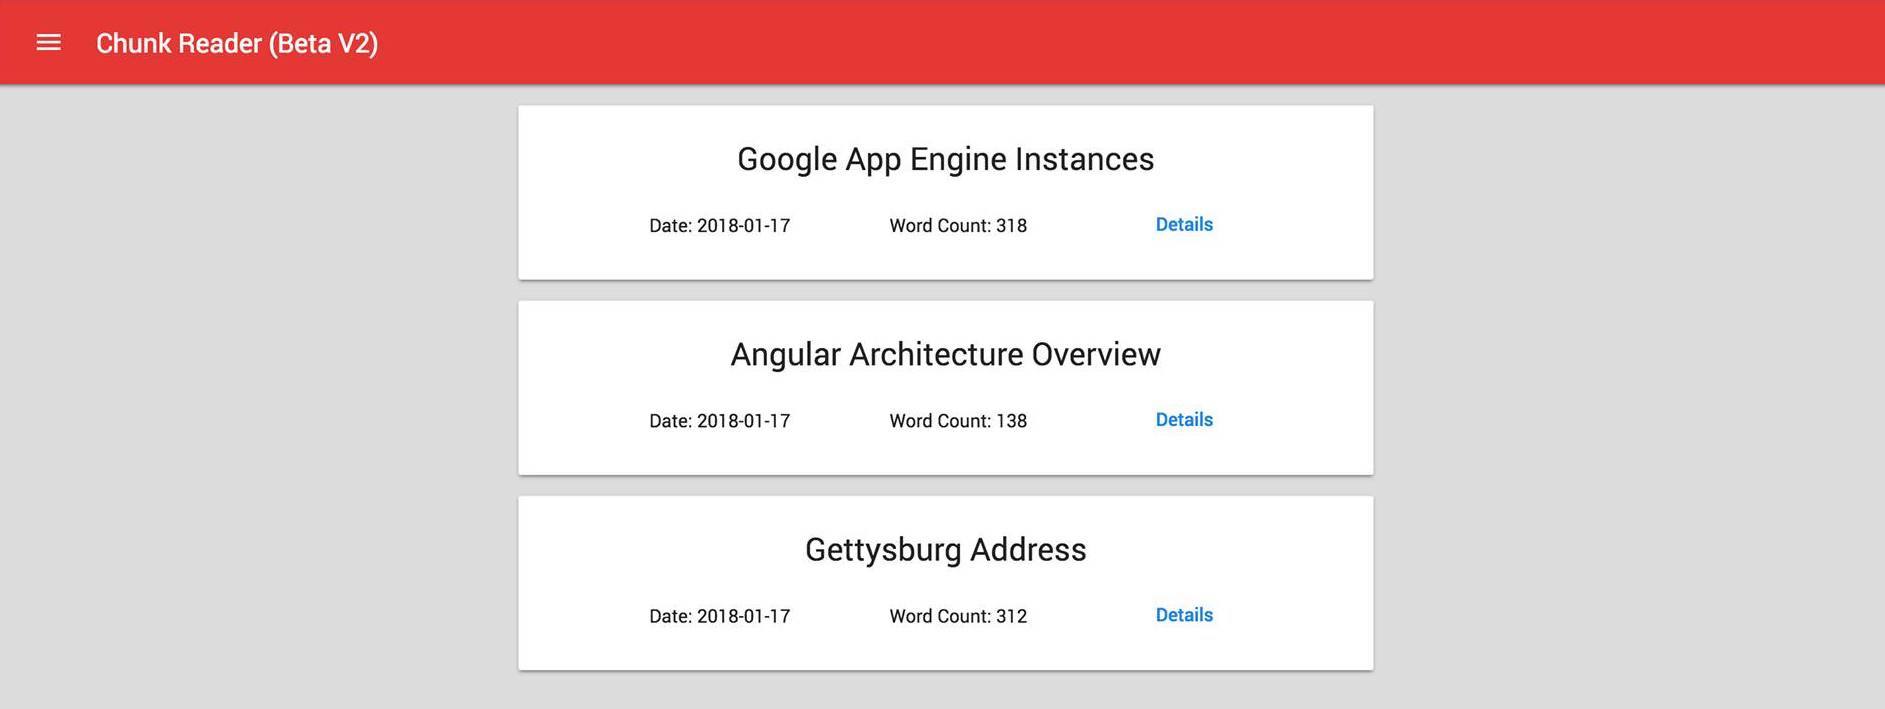 Chunk Reader (Beta V2)
Google App Engine Instances
Date: 2018-01-17 Word Count: 318 Details
Angular Architecture Overview
Date: 2018-01-17 Word Count: 138 Details
Gettysburg Address
Date: 2018-01-17 Word Count: 312 Details